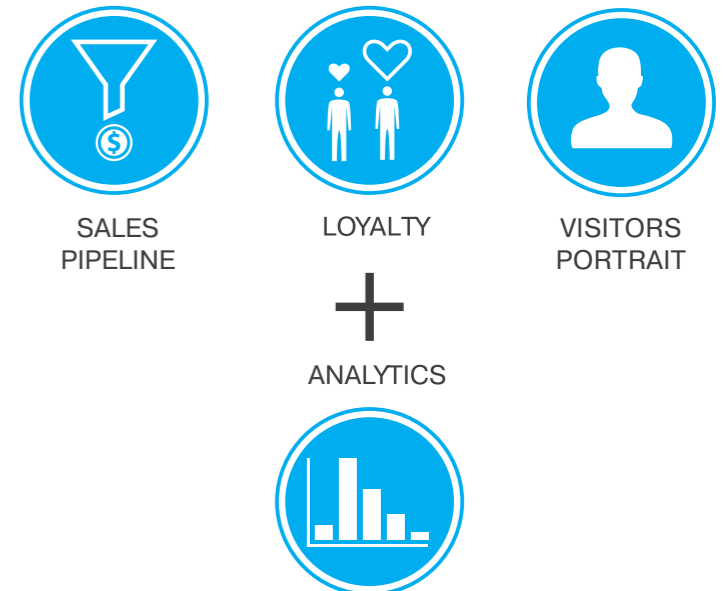 $
SALES
PIPELINE
LOYALTY
VISITORS
PORTRAIT
+
ANALYTICS